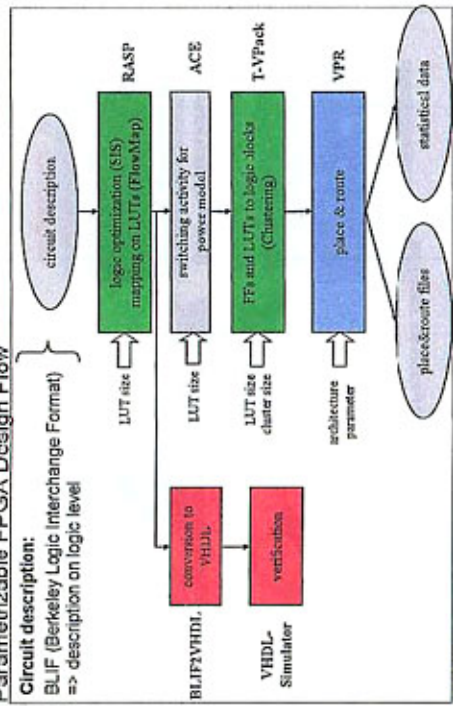 Parametrizable FPGA Design Flow
Circuit description:
BLIF (Berkeley Logic Interchange Format)
=> description on logic level
circuit description
LUT size
logic optimization (SIS)
mapping on LUTs (FlowMap)
RASP
BLIF2VHDL
conversion to
VHDL
LUT size
switching activity for
power model
ACE
VHDL-
Simulator
verification
LUT size
cluster size
FFs and LUTs to logic blocks
(Clustering)
T-VPack
architecture
parameter
place & route
VPR
place&route files
statistical data